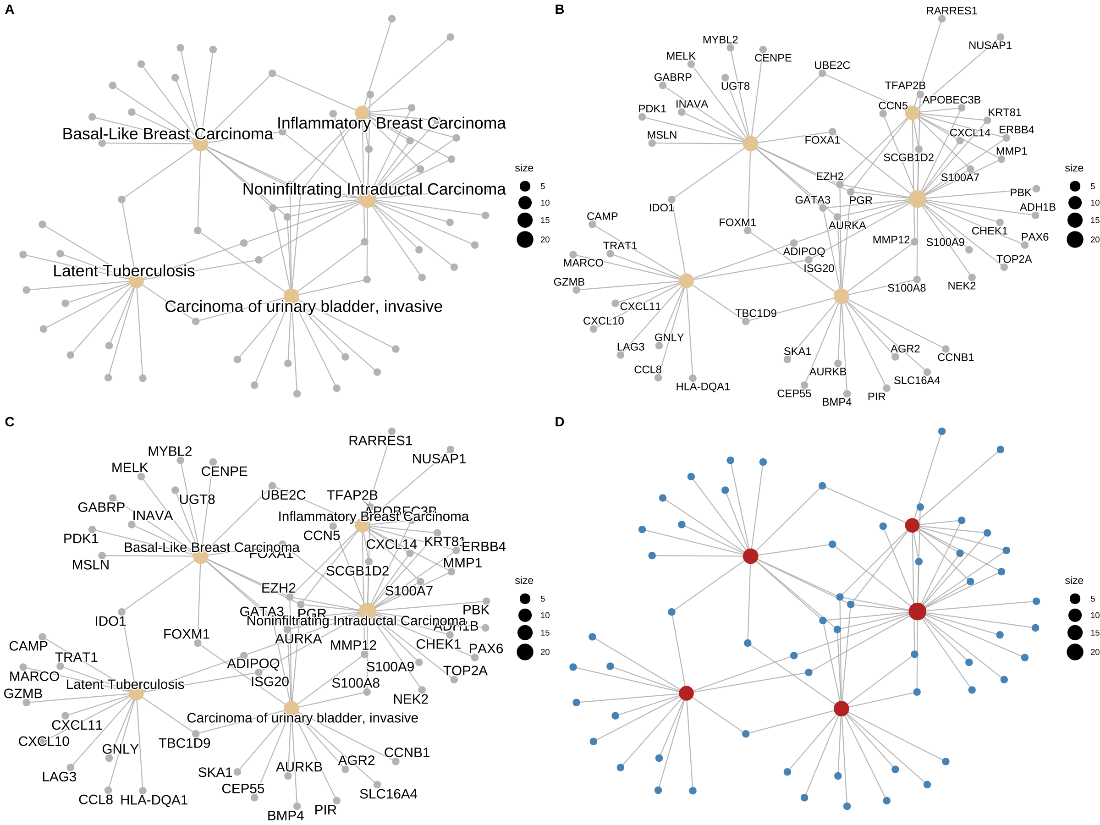 A
Basal-Like Breast Carcinoma
Inflammatory Breast Carcinoma
Noninfiltrating Intraductal Carcinoma
Latent Tuberculosis
Carcinoma of urinary bladder, invasive
size
5
10
15
20
B
RARRES1
NUSAP1
MYBL2
CENPE
MELK
UBE2C
GABRP
UGT8
TFAP2B
CCN5
APOBEC3B
PDK1
INAVA
KRT81
MSLN
FOXA1
CXCL14
ERBB4
SCGB1D2
MMP1
EZH2
S100A7
PBK
IDO1
GATA3
PGR
ADH1B
CAMP
FOXM1
AURKA
CHEK1
PAX6
TRAT1
MMP12
S100A9
MARCO
ADIPOQ
TOP2A
ISG20
GZMB
S100A8
NEK2
CXCL11
CXCL10
TBC1D9
GNLY
LAG3
SKA1
AGR2
CCNB1
CCL8
AURKB
SLC16A4
HLA-DQA1
CEP55
BMP4
PIR
size
5
10
15
20
C
RARRES1
NUSAP1
MYBL2
CENPE
MELK
UBE2C
TFAP2B
GABRP
UGT8
APOBEC3B
INAVA
Inflammatory Breast Carcinoma
PDK1
CCN5
KRT81
Basal-Like Breast Carcinoma
FOXA1
CXCL14
ERBB4
MSLN
SCGB1D2
MMP1
EZH2
S100A7
IDO1
GATA3
PGR
PBK
Noninfiltrating Intraductal Carcinoma
ADH1B
FOXM1
AURKA
CAMP
MMP12
CHEK1
PAX6
TRAT1
ADIPOQ
S100A9
MARCO
TOP2A
Latent Tuberculosis
ISG20
S100A8
GZMB
NEK2
CXCL11
Carcinoma of urinary bladder, invasive
CXCL10
GNLY
TBC1D9
LAG3
SKA1
AURKB
AGR2
CCNB1
CCL8
HLA-DQA1
CEP55
SLC16A4
BMP4
PIR
size
5
10
15
20
D
size
5
10
15
20